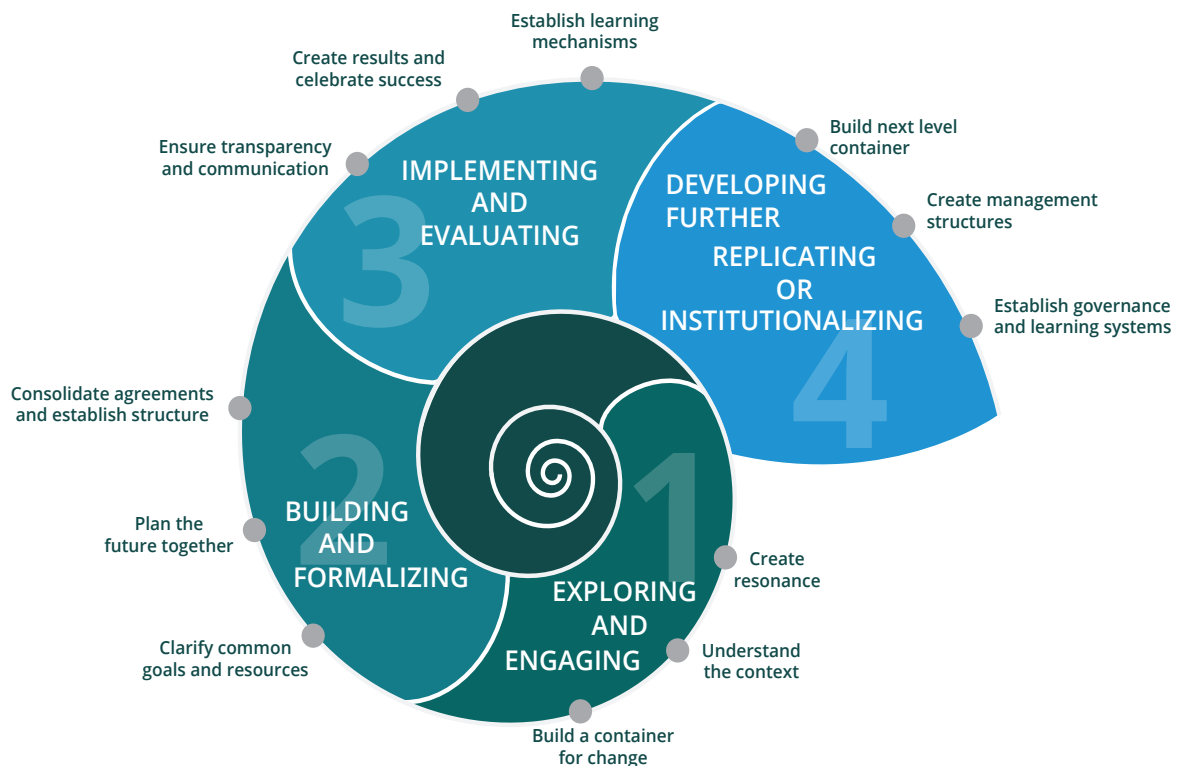 Establish learning
mechanisms
Create results and
celebrate success
Ensure transparency
and communication
Build next level
container
Create management
structures
Establish governance
and learning systems
3
IMPLEMENTING
AND
EVALUATING
DEVELOPING
FURTHER
REPLICATING
OR
INSTITUTIONALIZING
4
Consolidate agreements
and establish structure
Plan the
future together
Clarify common
goals and resources
2
BUILDING
AND
FORMALIZING
1
EXPLORING
AND
ENGAGING
Create
resonance
Understand
the context
Build a container
for change